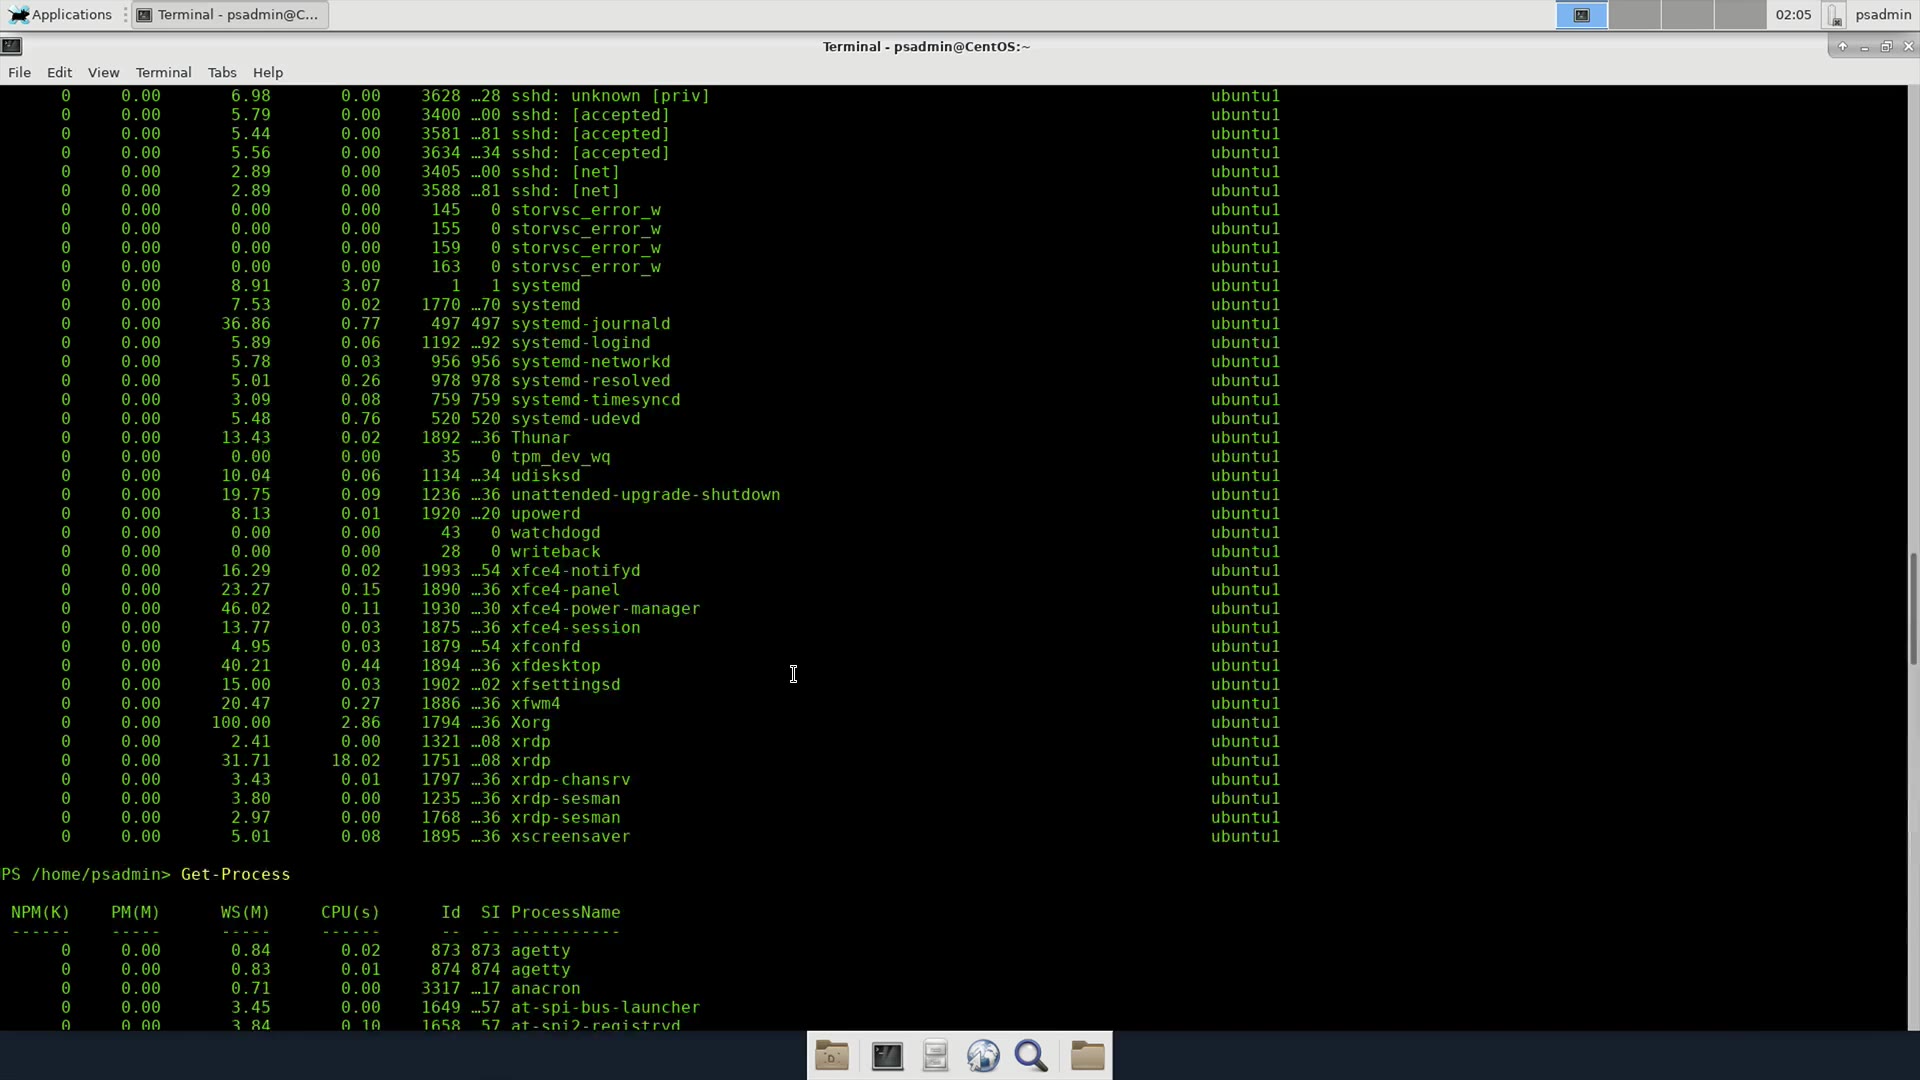 Applications Terminal - psadmin@C... 02:05 psadmin
Terminal - psadmin@CentOS:~
File Edit View Terminal Tabs Help
0 0.00 6.98 0.00 3628 …28 sshd: unknown [priv] ubuntu1
0 0.00 5.79 0.00 3400 …00 sshd: [accepted] ubuntu1
0 0.00 5.44 0.00 3581 …81 sshd: [accepted] ubuntu1
0 0.00 5.56 0.00 3634 …34 sshd: [accepted] ubuntu1
0 0.00 2.89 0.00 3405 …00 sshd: [net] ubuntu1
0 0.00 2.89 0.00 3588 …81 sshd: [net] ubuntu1
0 0.00 0.00 0.00 145 0 storvsc_error_w ubuntu1
0 0.00 0.00 0.00 155 0 storvsc_error_w ubuntu1
0 0.00 0.00 0.00 159 0 storvsc_error_w ubuntu1
0 0.00 0.00 0.00 163 0 storvsc_error_w ubuntu1
0 0.00 8.91 3.07 1 1 systemd ubuntu1
0 0.00 7.53 0.02 1770 …70 systemd ubuntu1
0 0.00 36.86 0.77 497 497 systemd-journald ubuntu1
0 0.00 5.89 0.06 1192 …92 systemd-logind ubuntu1
0 0.00 5.78 0.03 956 956 systemd-networkd ubuntu1
0 0.00 5.01 0.26 978 978 systemd-resolved ubuntu1
0 0.00 3.09 0.08 759 759 systemd-timesyncd ubuntu1
0 0.00 5.48 0.76 520 520 systemd-udevd ubuntu1
0 0.00 13.43 0.02 1892 …36 Thunar ubuntu1
0 0.00 0.00 0.00 35 0 tpm_dev_wq ubuntu1
0 0.00 10.04 0.06 1134 …34 udisksd ubuntu1
0 0.00 19.75 0.09 1236 …36 unattended-upgrade-shutdown ubuntu1
0 0.00 8.13 0.01 1920 …20 upowerd ubuntu1
0 0.00 0.00 0.00 43 0 watchdogd ubuntu1
0 0.00 0.00 0.00 28 0 writeback ubuntu1
0 0.00 16.29 0.02 1993 …54 xfce4-notifyd ubuntu1
0 0.00 23.27 0.15 1890 …36 xfce4-panel ubuntu1
0 0.00 46.02 0.11 1930 …30 xfce4-power-manager ubuntu1
0 0.00 13.77 0.03 1875 …36 xfce4-session ubuntu1
0 0.00 4.95 0.03 1879 …54 xfconfd ubuntu1
0 0.00 40.21 0.44 1894 …36 xfdesktop ubuntu1
0 0.00 15.00 0.03 1902 …02 xfsettingsd ubuntu1
0 0.00 20.47 0.27 1886 …36 xfwm4 ubuntu1
0 0.00 100.00 2.86 1794 …36 Xorg ubuntu1
0 0.00 2.41 0.00 1321 …08 xrdp ubuntu1
0 0.00 31.71 18.02 1751 …08 xrdp ubuntu1
0 0.00 3.43 0.01 1797 …36 xrdp-chansrv ubuntu1
0 0.00 3.80 0.00 1235 …36 xrdp-sesman ubuntu1
0 0.00 2.97 0.00 1768 …36 xrdp-sesman ubuntu1
0 0.00 5.01 0.08 1895 …36 xscreensaver ubuntu1
PS /home/psadmin> Get-Process
NPM(K) PM(M) WS(M) CPU(s) Id SI ProcessName
------ ----- ----- ------ -- -- -----------
0 0.00 0.84 0.02 873 873 agetty
0 0.00 0.83 0.01 874 874 agetty
0 0.00 0.71 0.00 3317 …17 anacron
0 0.00 3.45 0.00 1649 …57 at-spi-bus-launcher
0 0.00 3.84 0.10 1658 …57 at-spi2-registryd